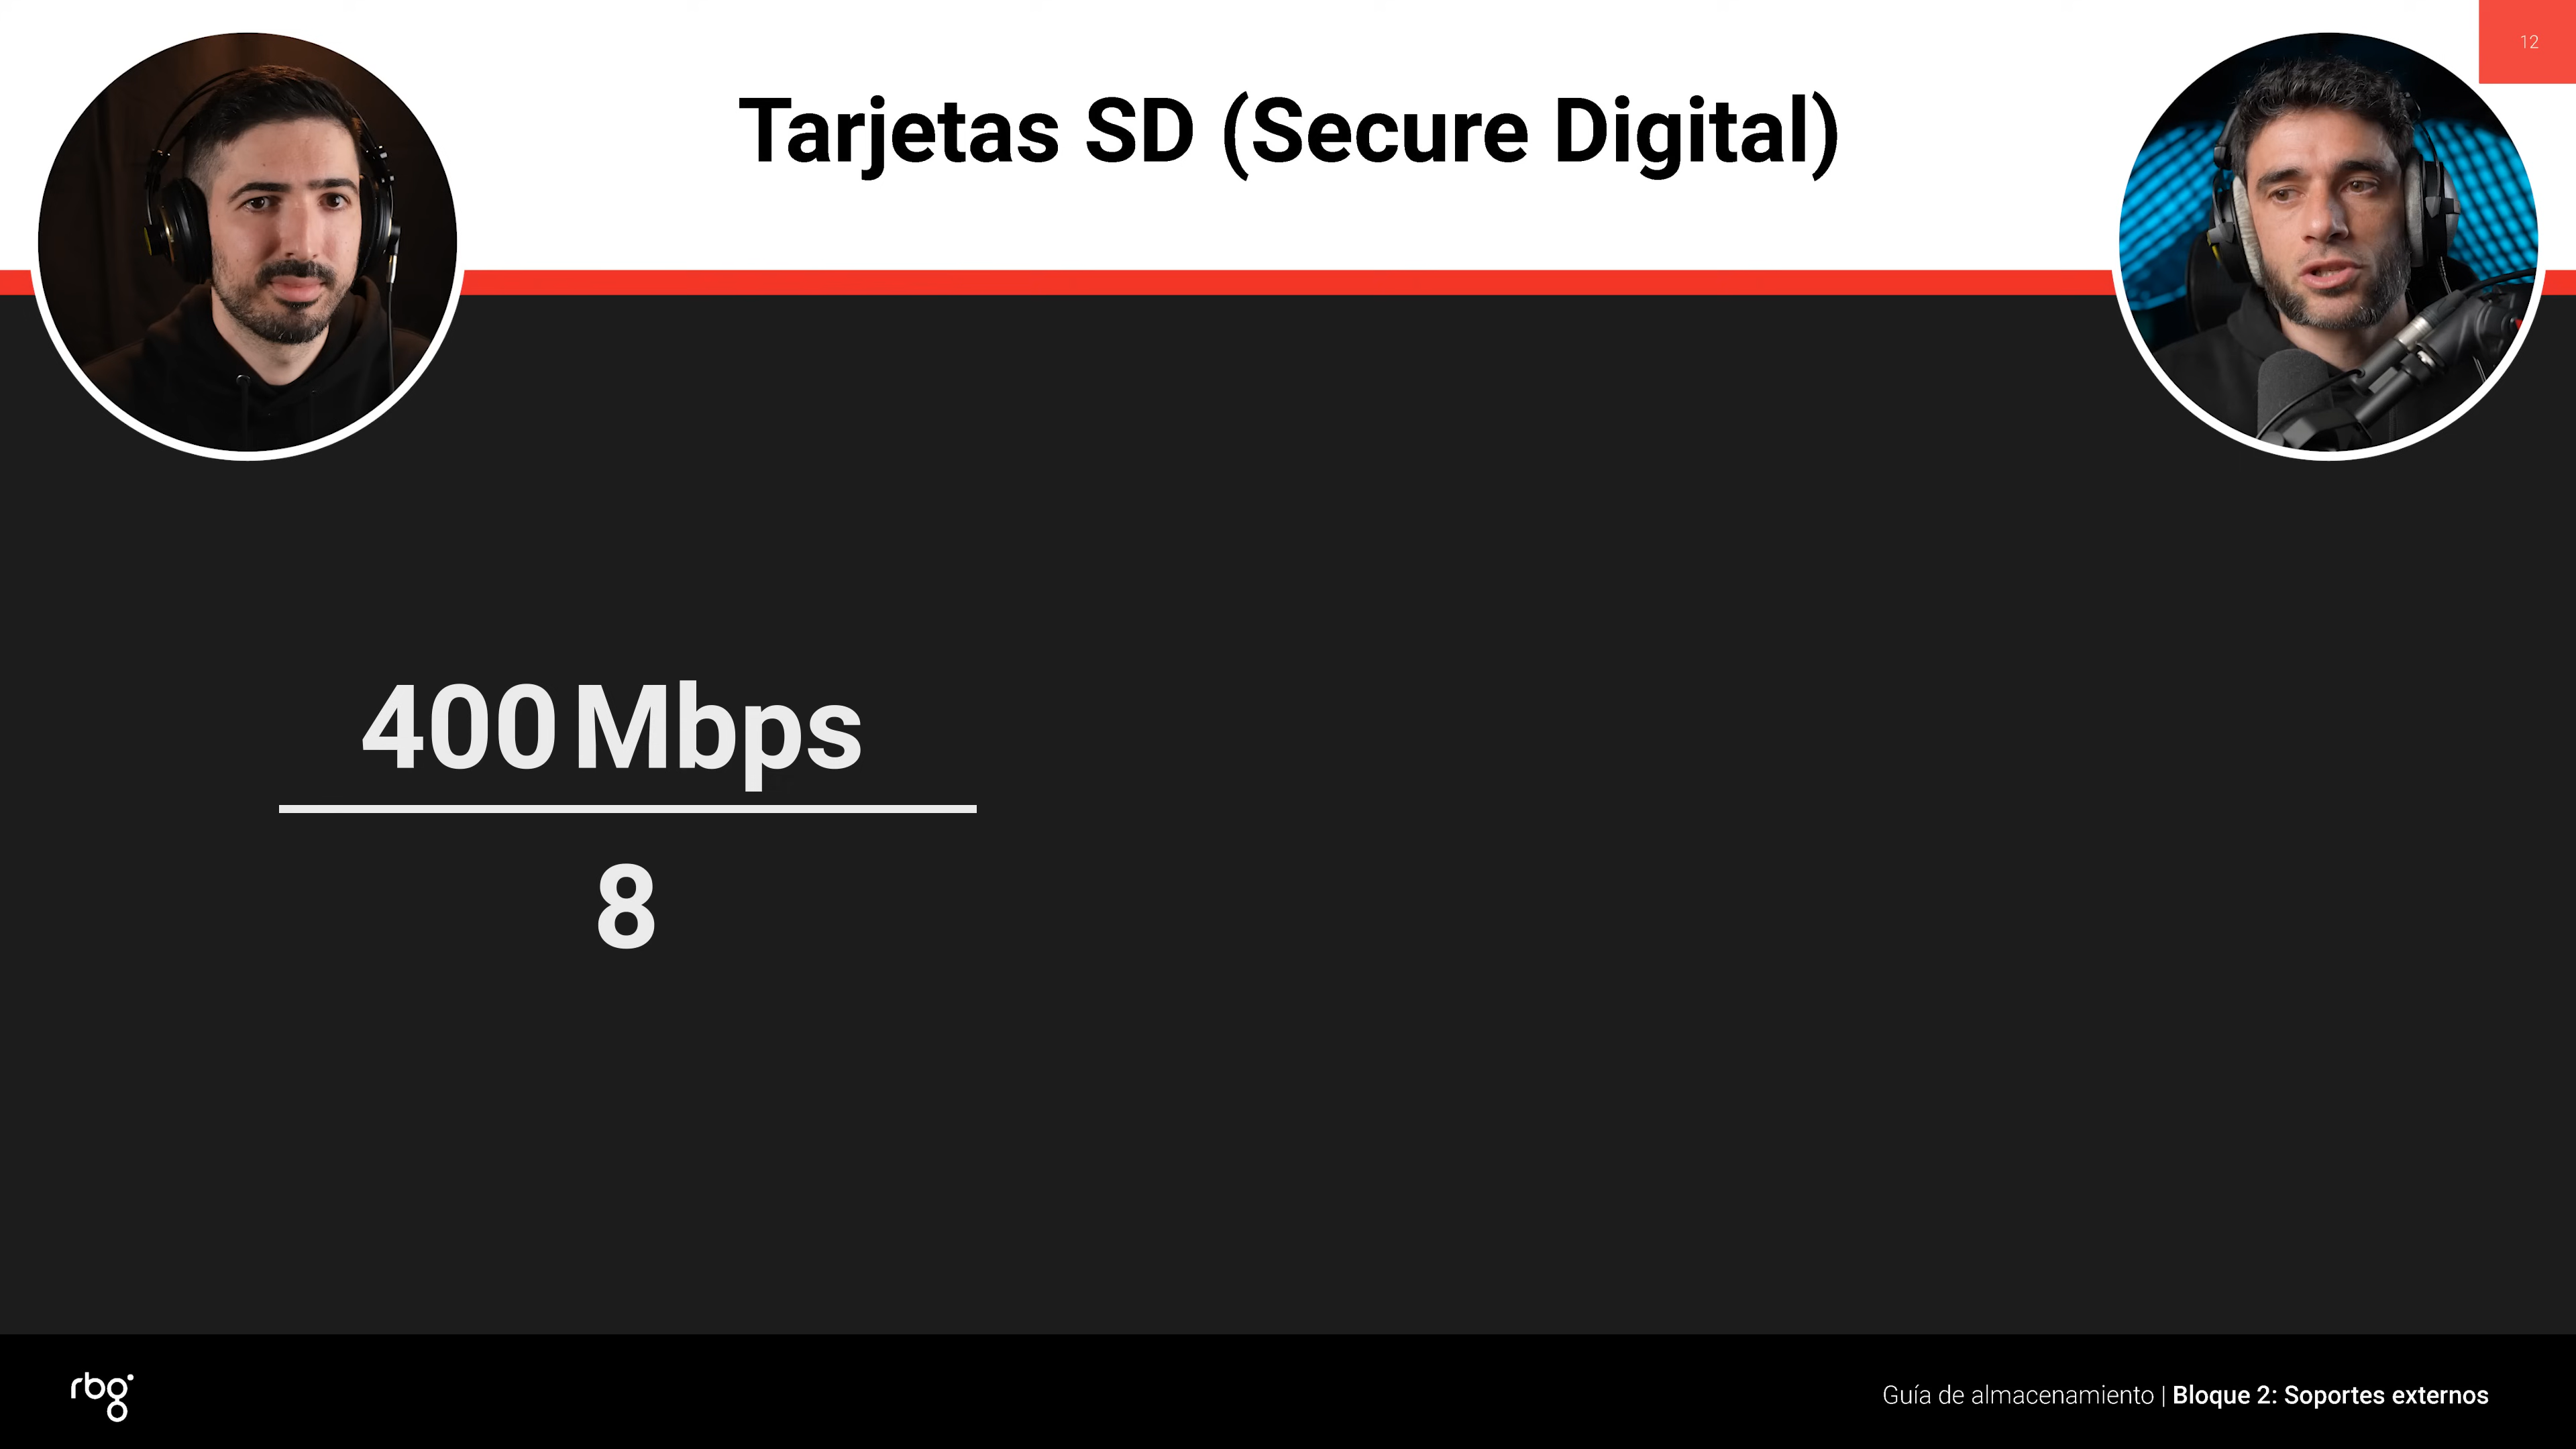 12
Tarjetas SD (Secure Digital)
400 Mbps
8
rbg
Guía de almacenamiento | Bloque 2: Soportes externos